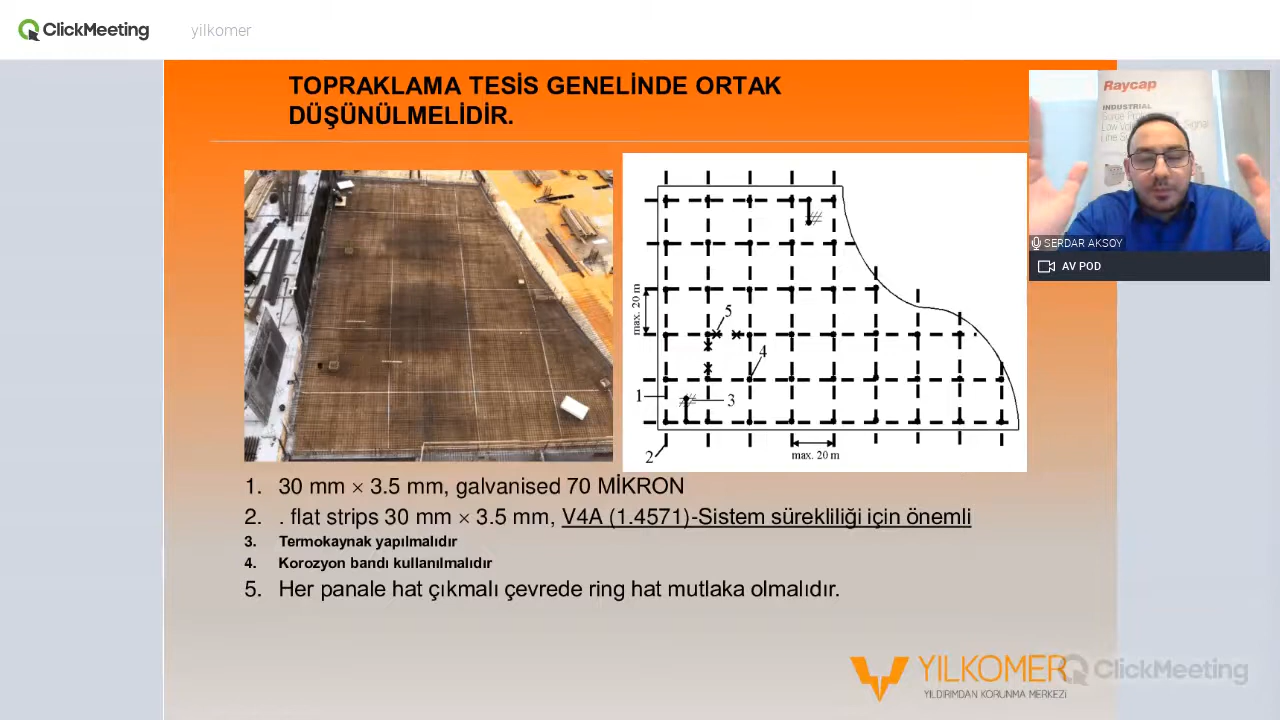 ClickMeeting
yilkomer
TOPRAKLAMA TESİS GENELİNDE ORTAK
DÜŞÜNÜLMELİDİR.
Raycap
INDUSTRIAL
SERDAR AKSOY
AV POD
max. 20 m
5
4
1
3
2
max. 20 m
1. 30 mm × 3.5 mm, galvanised 70 MİKRON
2. . flat strips 30 mm × 3.5 mm, V4A (1.4571)-Sistem sürekliliği için önemli
3. Termokaynak yapılmalıdır
4. Korozyon bandı kullanılmalıdır
5. Her panale hat çıkmalı çevrede ring hat mutlaka olmalıdır.
YILKOMER
YILDIRIMDAN KORUNMA MERKEZİ
ClickMeeting